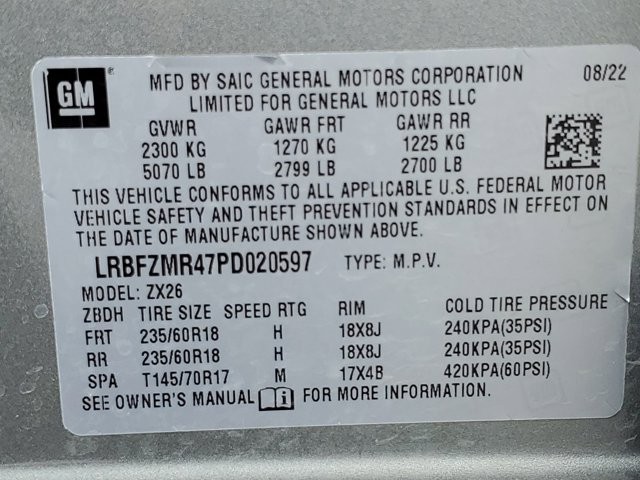 GM
MFD BY SAIC GENERAL MOTORS CORPORATION 08/22
LIMITED FOR GENERAL MOTORS LLC
GVWR GAWR FRT GAWR RR
2300 KG 1270 KG 1225 KG
5070 LB 2799 LB 2700 LB
THIS VEHICLE CONFORMS TO ALL APPLICABLE U.S. FEDERAL MOTOR
VEHICLE SAFETY AND THEFT PREVENTION STANDARDS IN EFFECT ON
THE DATE OF MANUFACTURE SHOWN ABOVE.
LRBFZMR47PD020597 TYPE: M.P.V.
MODEL: ZX26
ZBDH TIRE SIZE SPEED RTG RIM COLD TIRE PRESSURE
FRT 235/60R18 H 18X8J 240KPA(35PSI)
RR 235/60R18 H 18X8J 240KPA(35PSI)
SPA T145/70R17 M 17X4B 420KPA(60PSI)
SEE OWNER'S MANUAL i FOR MORE INFORMATION.